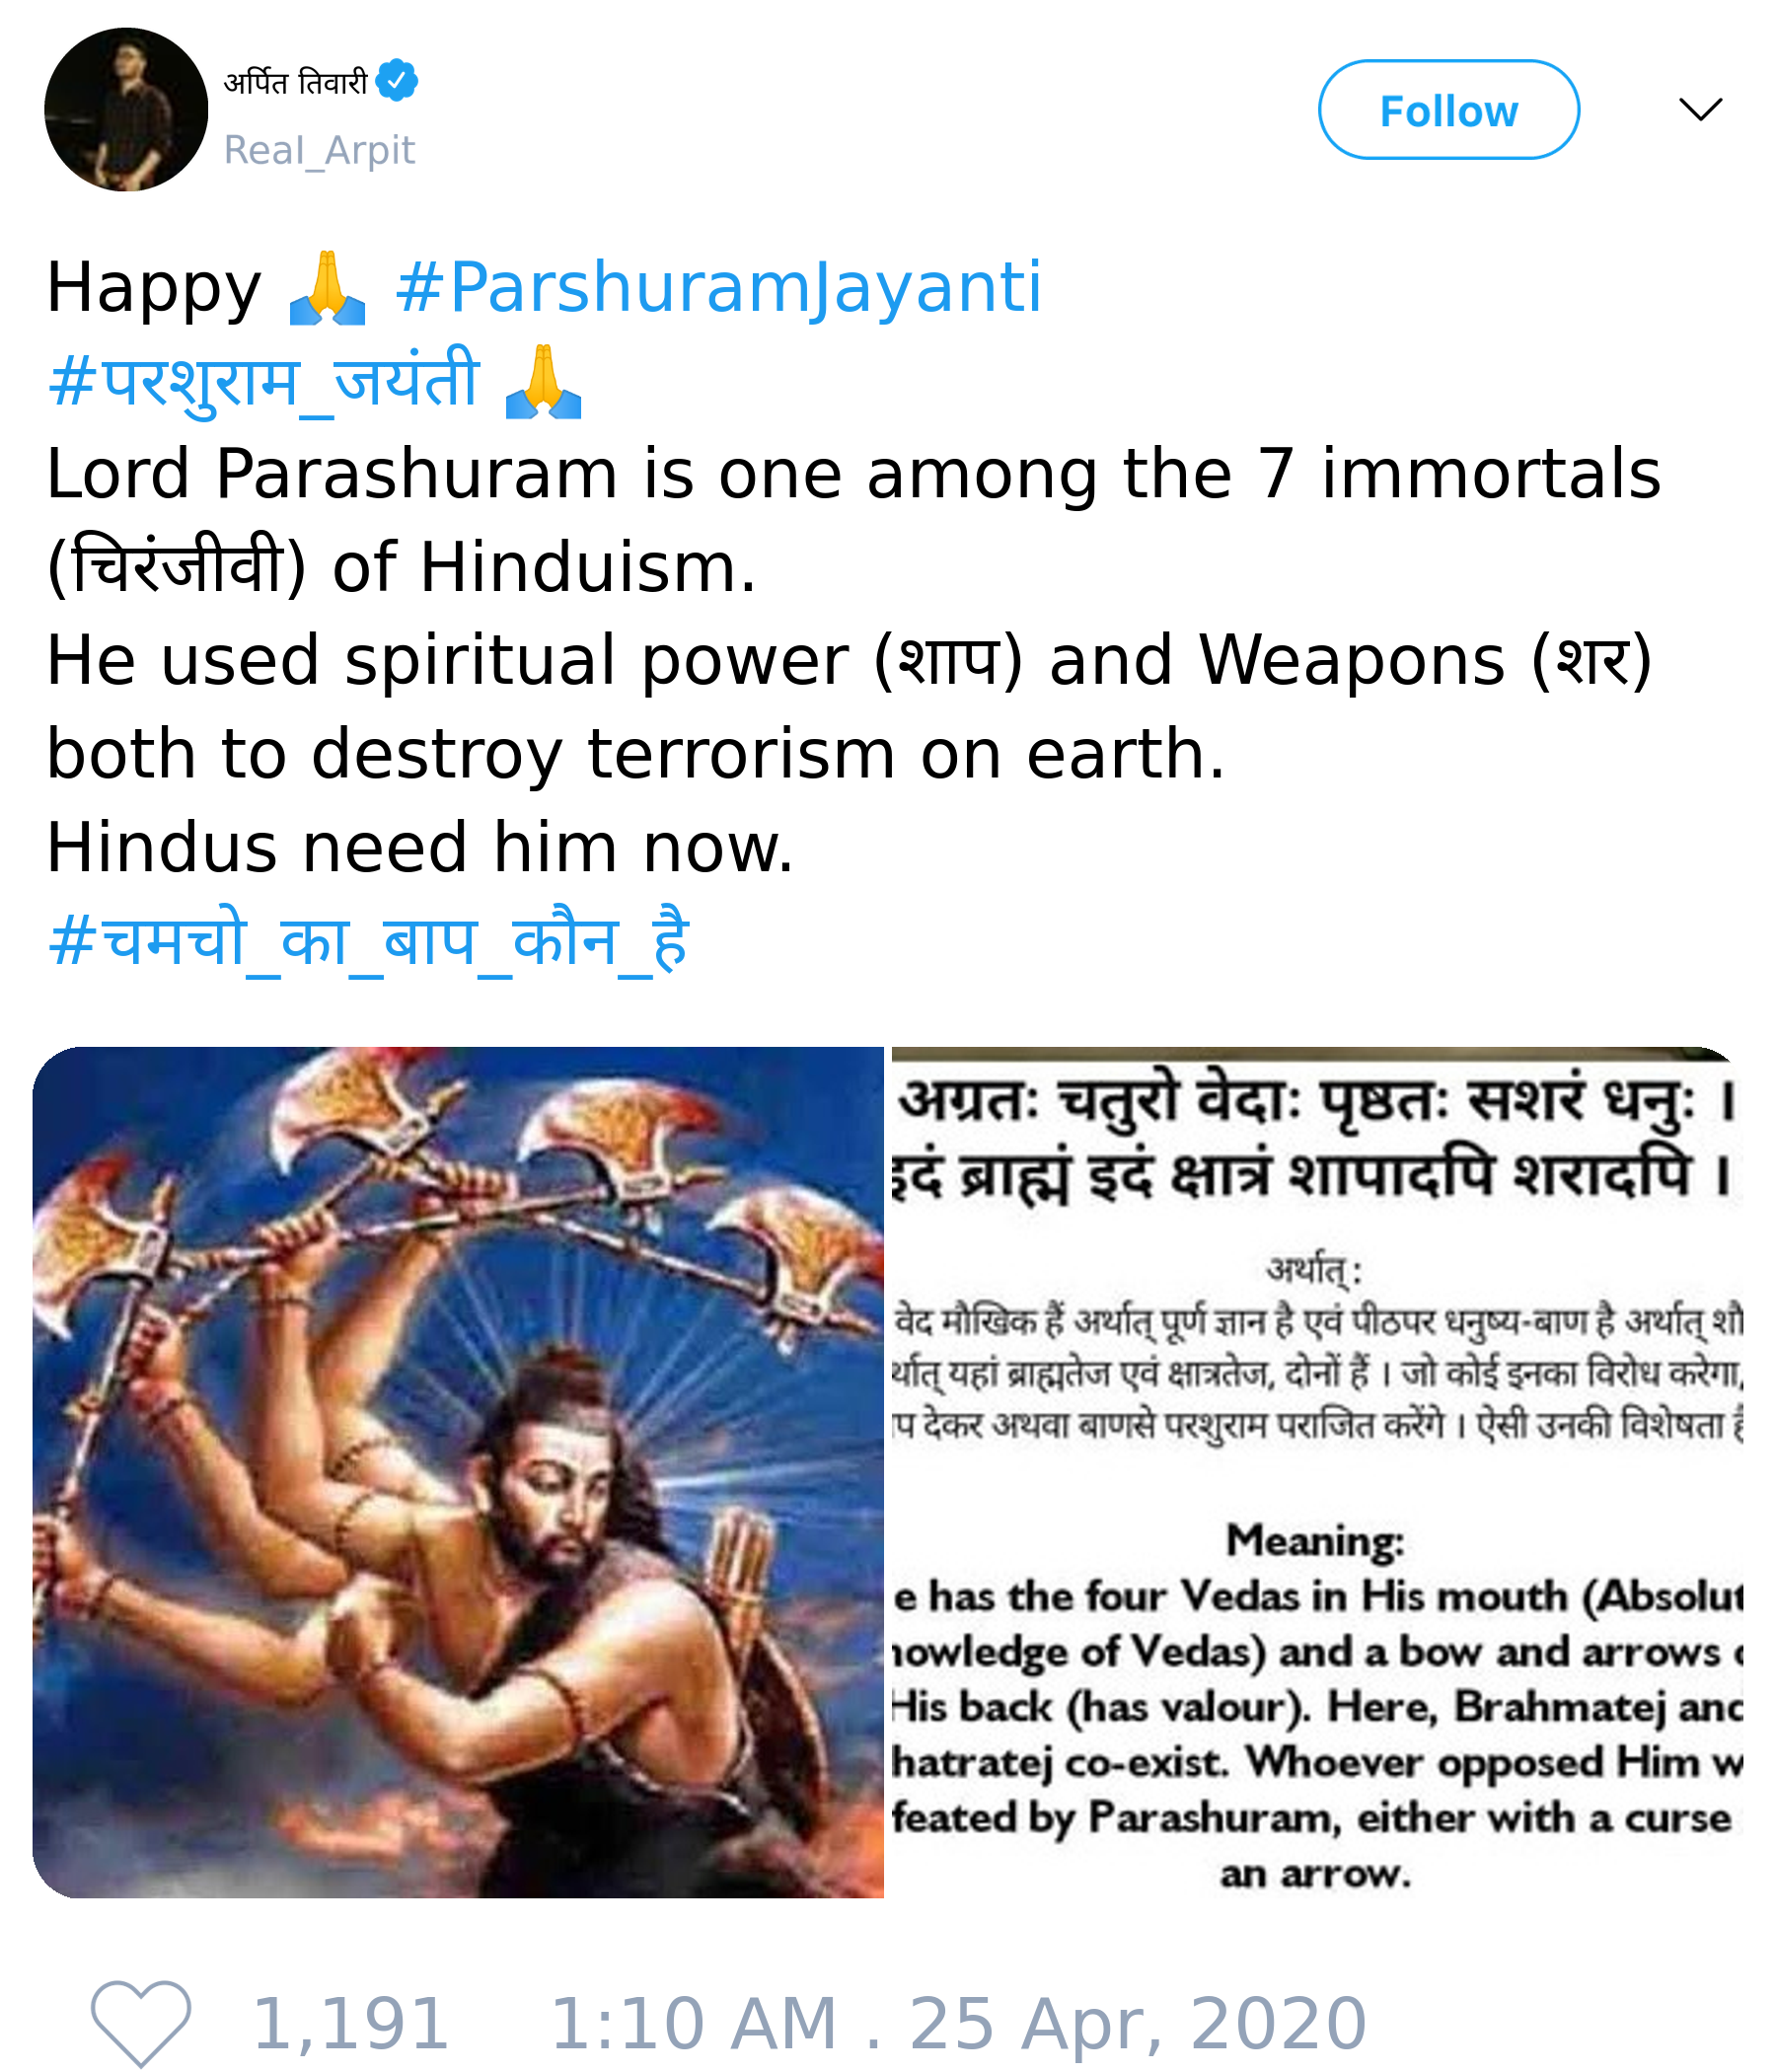 अर्पित तिवारी
Real_Arpit
Follow
Happy 🙏 #ParshuramJayanti
#परशुराम_जयंती 🙏
Lord Parashuram is one among the 7 immortals
(चिरंजीवी) of Hinduism.
He used spiritual power (शाप) and Weapons (शर)
both to destroy terrorism on earth.
Hindus need him now.
#चमचो_का_बाप_कौन_है
अग्रतः चतुरो वेदाः पृष्ठतः सशरं धनुः ।
इदं ब्राह्मं इदं क्षात्रं शापादपि शरादपि ।
अर्थात् :
वेद मौखिक हैं अर्थात् पूर्ण ज्ञान है एवं पीठपर धनुष्य-बाण है अर्थात्
यहां ब्राह्मतेज एवं क्षात्रतेज, दोनों हैं । जो कोई इनका विरोध करेगा,
देकर अथवा बाणसे परशुराम पराजित करेंगे । ऐसी उनकी विशेषता
Meaning:
e has the four Vedas in His mouth (Absolut
nowledge of Vedas) and a bow and arrows
His back (has valour). Here, Brahmatej and
hatratej co-exist. Whoever opposed Him w
feated by Parashuram, either with a curse
an arrow.
1,191 1:10 AM . 25 Apr, 2020